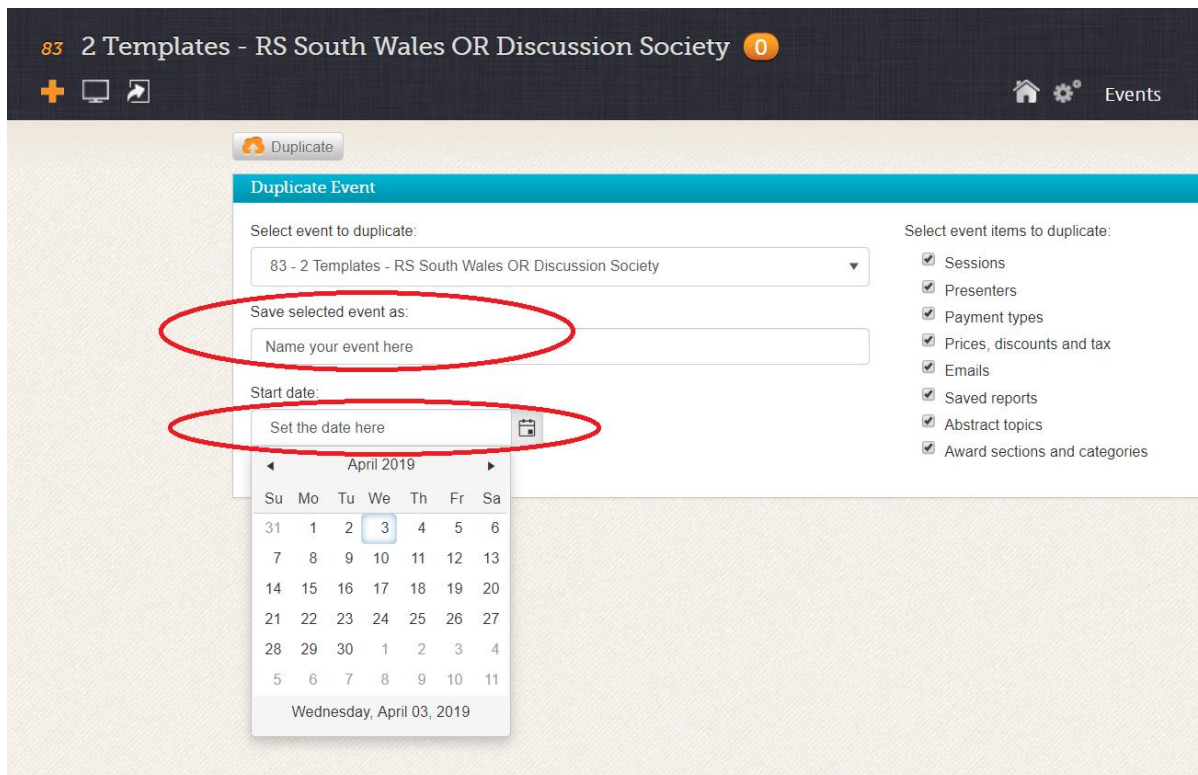 83 2 Templates - RS South Wales OR Discussion Society 0
Events
Duplicate
Duplicate Event
Select event to duplicate:
83 - 2 Templates - RS South Wales OR Discussion Society
Save selected event as:
Name your event here
Start date:
Set the date here
April 2019
Su Mo Tu We Th Fr Sa
31 1 2 3 4 5 6
7 8 9 10 11 12 13
14 15 16 17 18 19 20
21 22 23 24 25 26 27
28 29 30 1 2 3 4
5 6 7 8 9 10 11
Wednesday, April 03, 2019
Select event items to duplicate:
Sessions
Presenters
Payment types
Prices, discounts and tax
Emails
Saved reports
Abstract topics
Award sections and categories